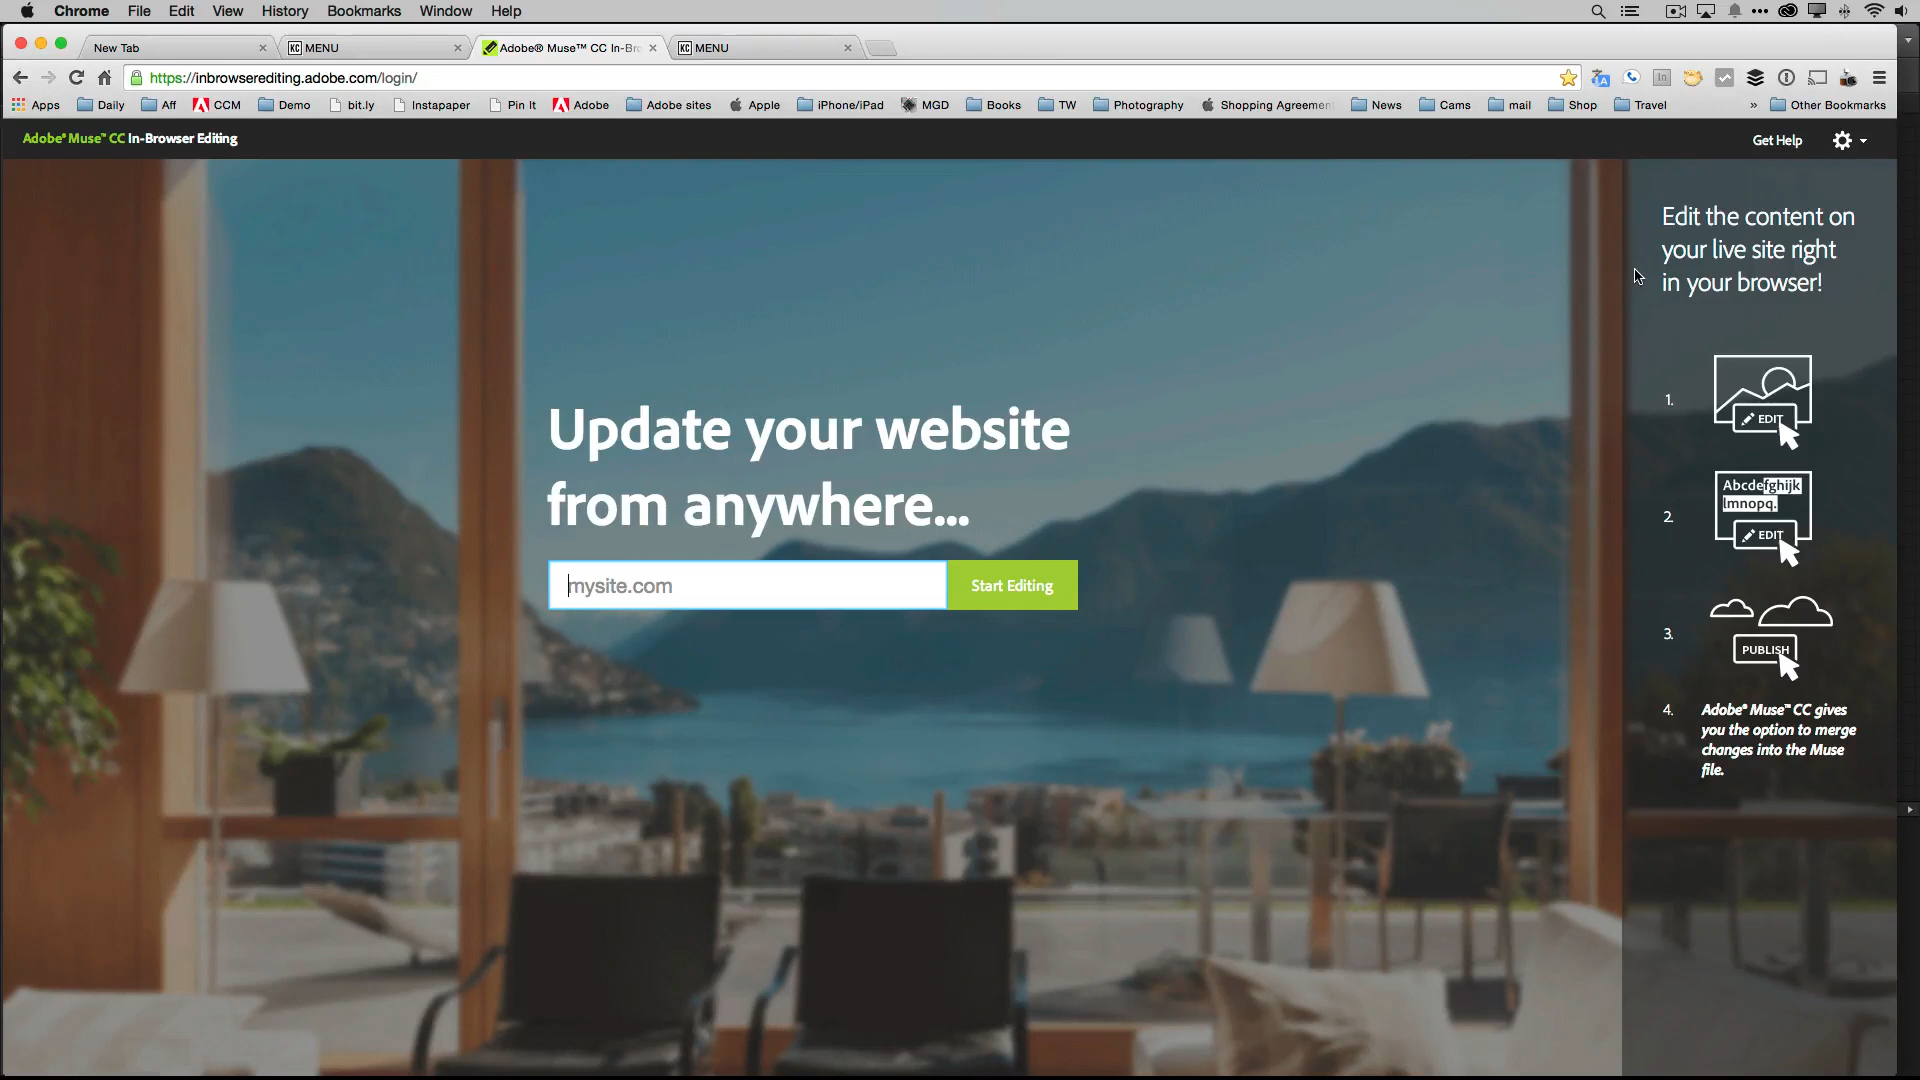 Chrome File Edit View History Bookmarks Window Help
New Tab
KC MENU
Adobe® Muse™ CC In-Bro
KC MENU
https://inbrowserediting.adobe.com/login/
Apps Daily Aff CCM Demo bit.ly Instapaper Pin It Adobe Adobe sites Apple iPhone/iPad MGD Books TW Photography Shopping Agreemen News Cams mail Shop Travel » Other Bookmarks
Adobe® Muse™ CC In-Browser Editing
Get Help
Edit the content on
your live site right
in your browser!
Update your website
from anywhere...
mysite.com
Start Editing
1.
EDIT
2.
Abcdefghijk
lmnopq.
EDIT
3.
PUBLISH
4. Adobe® Muse™ CC gives
you the option to merge
changes into the Muse
file.